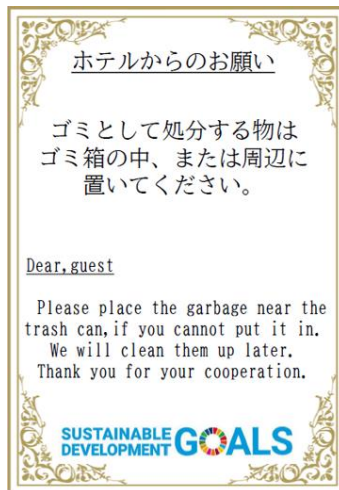 ホテルからのお願い
ゴミとして処分する物は
ゴミ箱の中、または周辺に
置いてください。
Dear,guest
Please place the garbage near the
trash can,if you cannot put it in.
We will clean them up later.
Thank you for your cooperation.
SUSTAINABLE
DEVELOPMENT GOALS